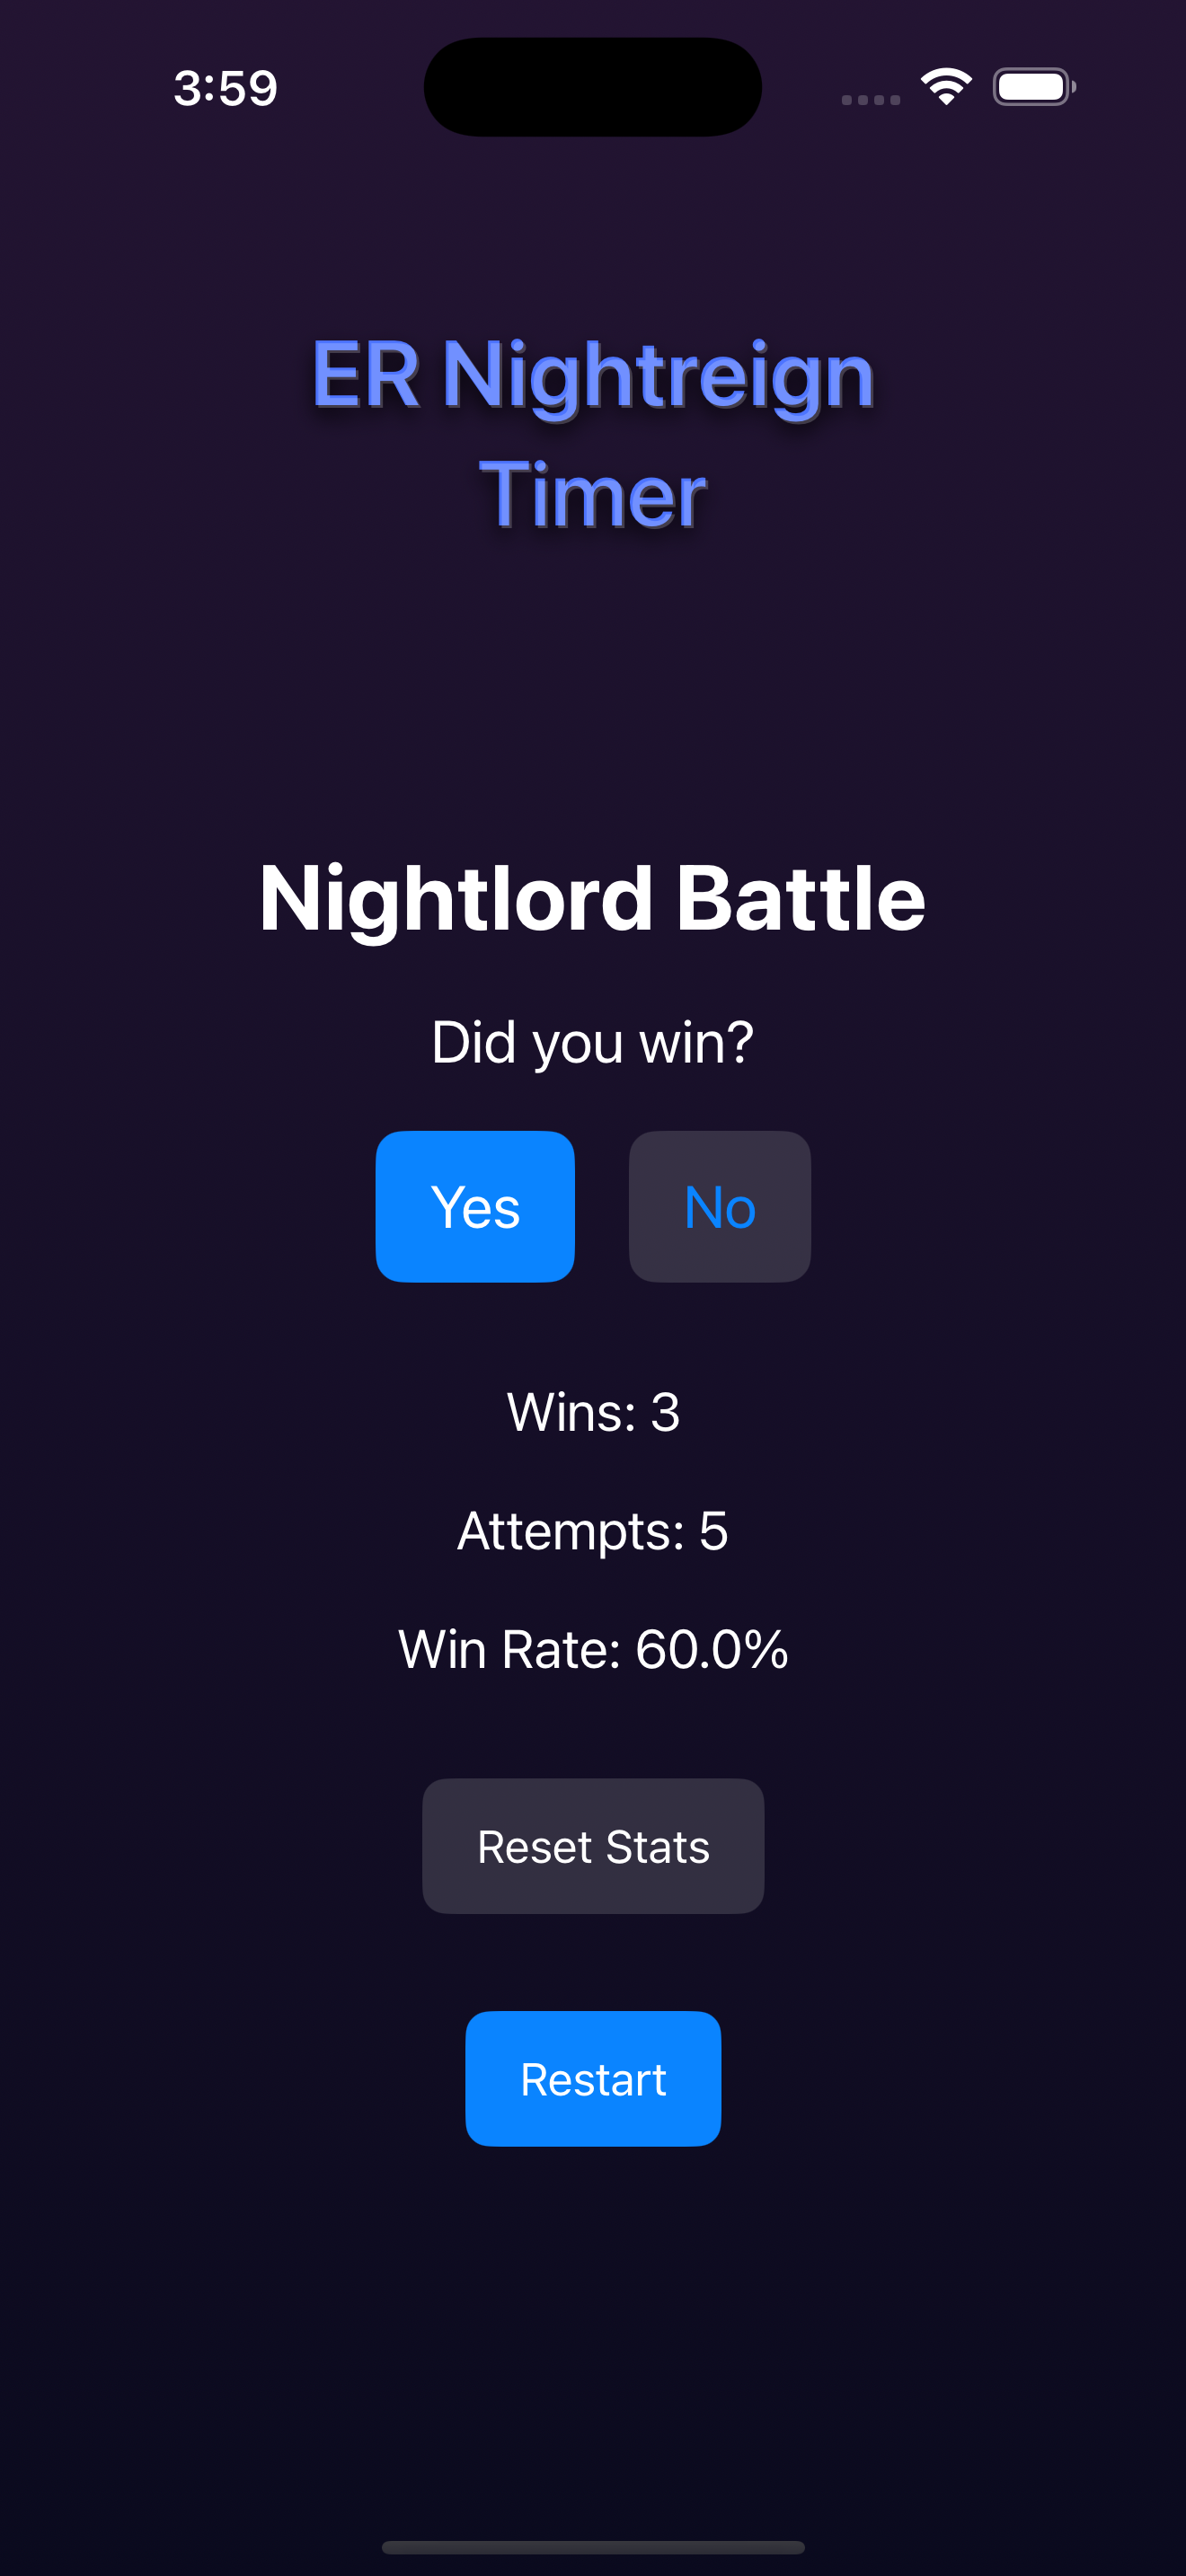 3:59
ER Nightreign
Timer
Nightlord Battle
Did you win?
Yes No
Wins: 3
Attempts: 5
Win Rate: 60.0%
Reset Stats
Restart